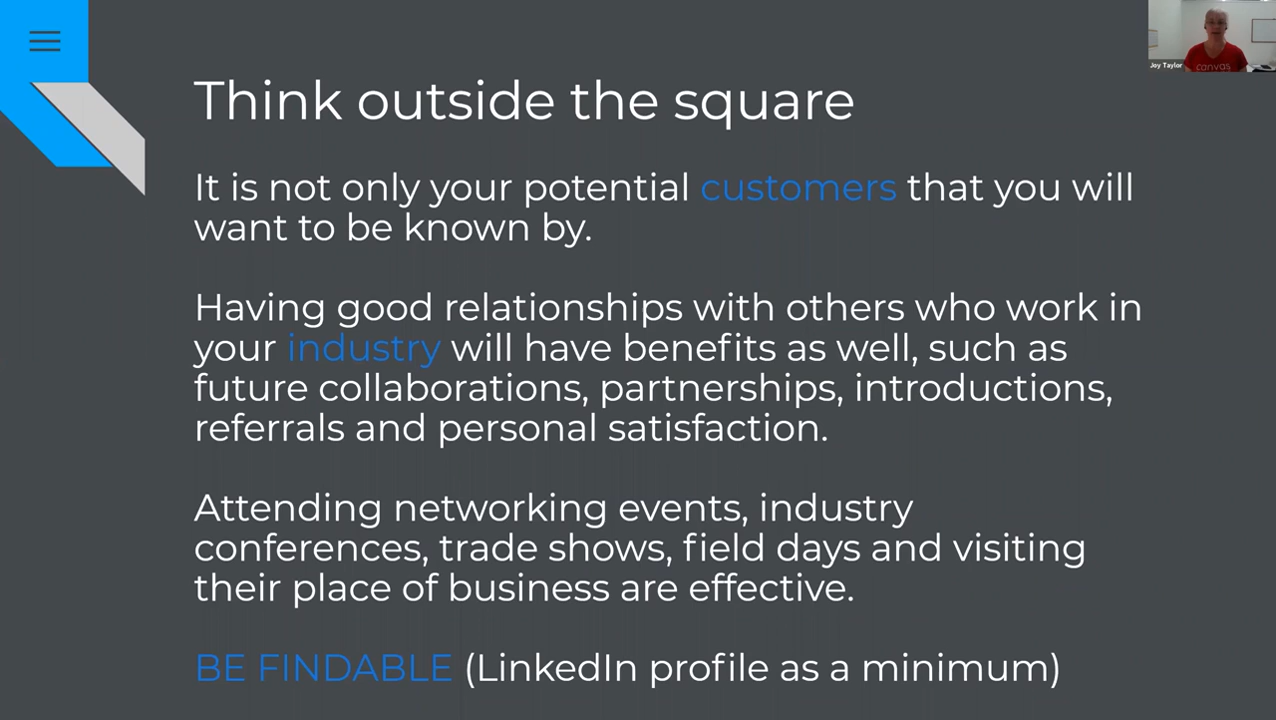 Joy Taylor
canvas
Think outside the square
It is not only your potential customers that you will
want to be known by.
Having good relationships with others who work in
your industry will have benefits as well, such as
future collaborations, partnerships, introductions,
referrals and personal satisfaction.
Attending networking events, industry
conferences, trade shows, field days and visiting
their place of business are effective.
BE FINDABLE (LinkedIn profile as a minimum)